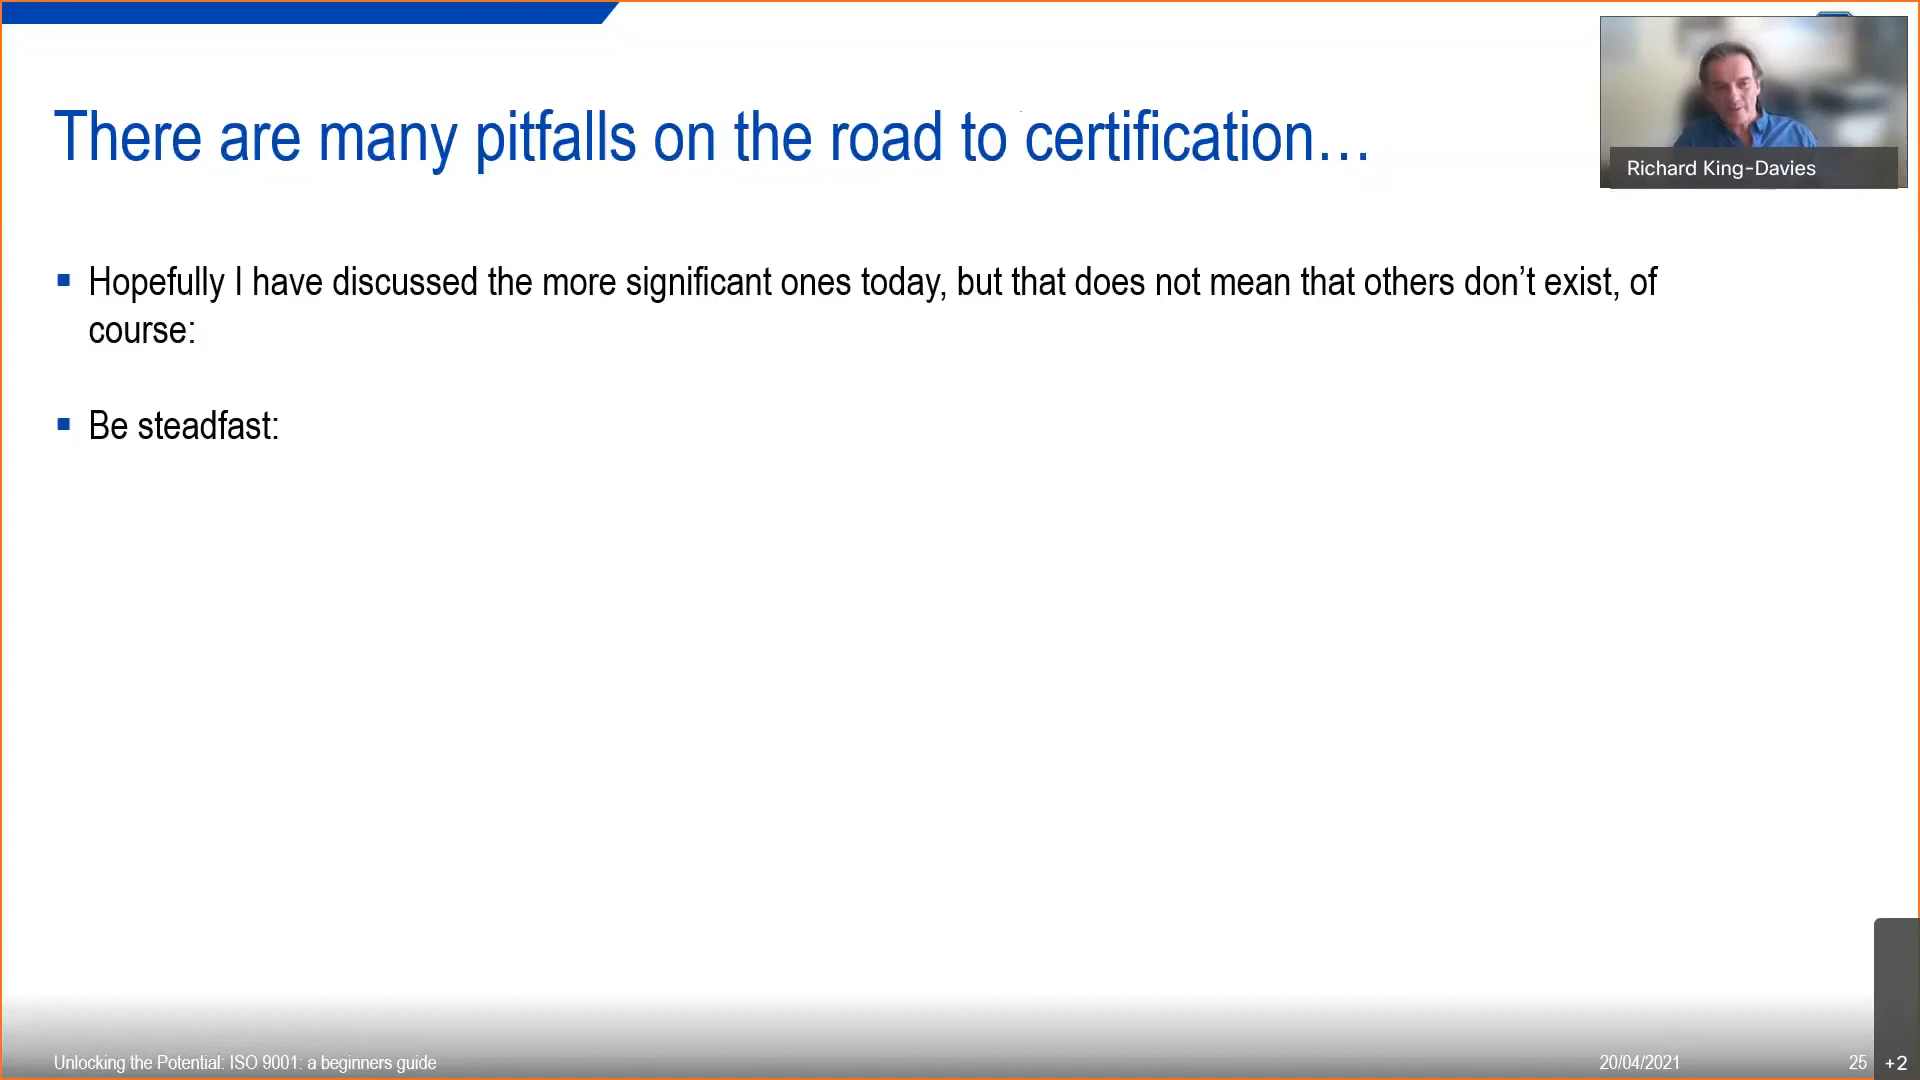 There are many pitfalls on the road to certification…
Richard King-Davies
▪ Hopefully I have discussed the more significant ones today, but that does not mean that others don’t exist, of
course:
▪ Be steadfast:
Unlocking the Potential: ISO 9001: a beginners guide
20/04/2021
25
+2